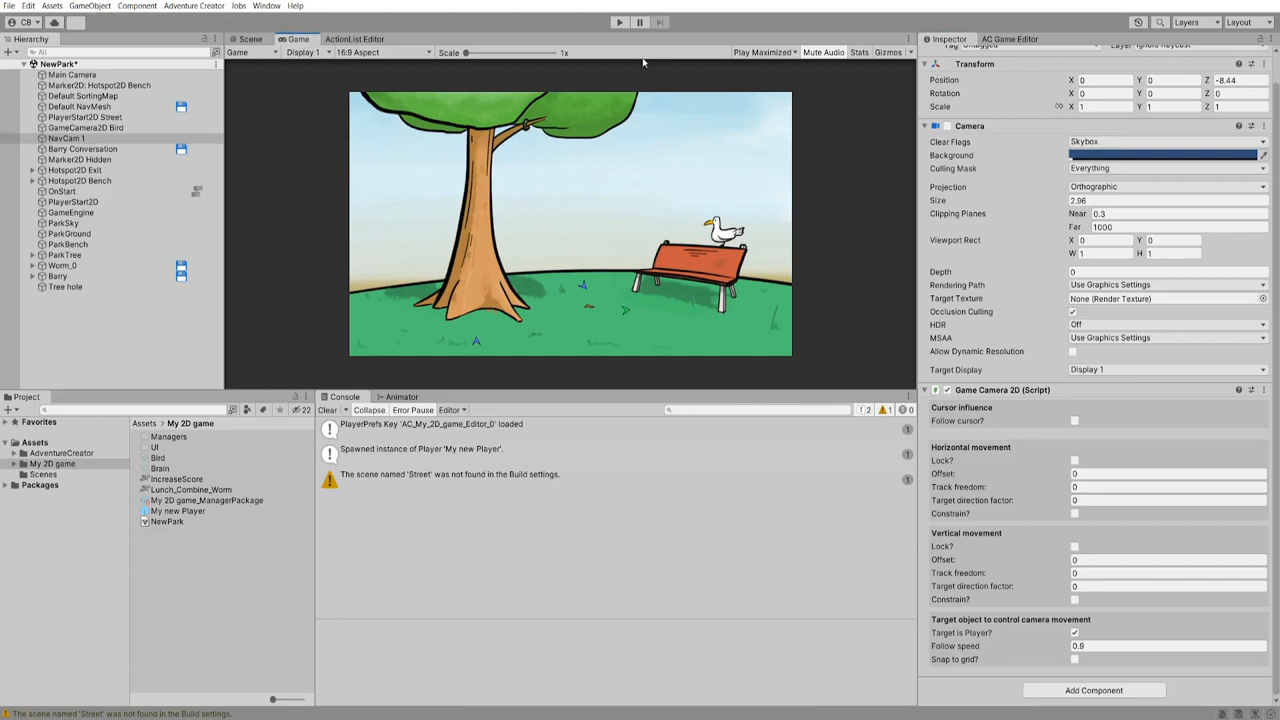 File Edit Assets GameObject Component Adventure Creator Jobs Window Help
CB Layers Layout
Hierarchy Scene Game ActionList Editor Inspector AC Game Editor
All Game Display 1 16:9 Aspect Scale 1x Play Maximized Mute Audio Stats Gizmos
NewPark*
Main Camera
Marker2D: Hotspot2D Bench
Default SortingMap
Default NavMesh
PlayerStart2D Street
GameCamera2D Bird
NavCam 1
Barry Conversation
Marker2D Hidden
Hotspot2D Exit
Hotspot2D Bench
OnStart
PlayerStart2D
GameEngine
ParkSky
ParkGround
ParkBench
ParkTree
Worm_0
Barry
Tree hole
Transform
Position X 0 Y 0 Z -8.44
Rotation X 0 Y 0 Z 0
Scale X 1 Y 1 Z 1
Camera
Clear Flags Skybox
Background
Culling Mask Everything
Projection Orthographic
Size 2.96
Clipping Planes Near 0.3
Far 1000
Viewport Rect X 0 Y 0
W 1 H 1
Depth 0
Rendering Path Use Graphics Settings
Target Texture None (Render Texture)
Occlusion Culling
HDR Off
MSAA Use Graphics Settings
Allow Dynamic Resolution
Target Display Display 1
Game Camera 2D (Script)
Cursor influence
Follow cursor?
Horizontal movement
Lock?
Offset: 0
Track freedom: 0
Target direction factor: 0
Constrain?
Vertical movement
Lock?
Offset: 0
Track freedom: 0
Target direction factor: 0
Constrain?
Target object to control camera movement
Target is Player?
Follow speed 0.9
Snap to grid?
Add Component
Project
22
Favorites
Assets
AdventureCreator
My 2D game
Scenes
Packages
Assets > My 2D game
Managers
UI
Bird
Brain
IncreaseScore
Lunch_Combine_Worm
My 2D game_ManagerPackage
My new Player
NewPark
Console Animator
Clear Collapse Error Pause Editor 2 1 0
PlayerPrefs Key 'AC_My_2D_game_Editor_0' loaded 1
Spawned instance of Player 'My new Player'. 1
The scene named 'Street' was not found in the Build settings. 1
The scene named 'Street' was not found in the Build settings.